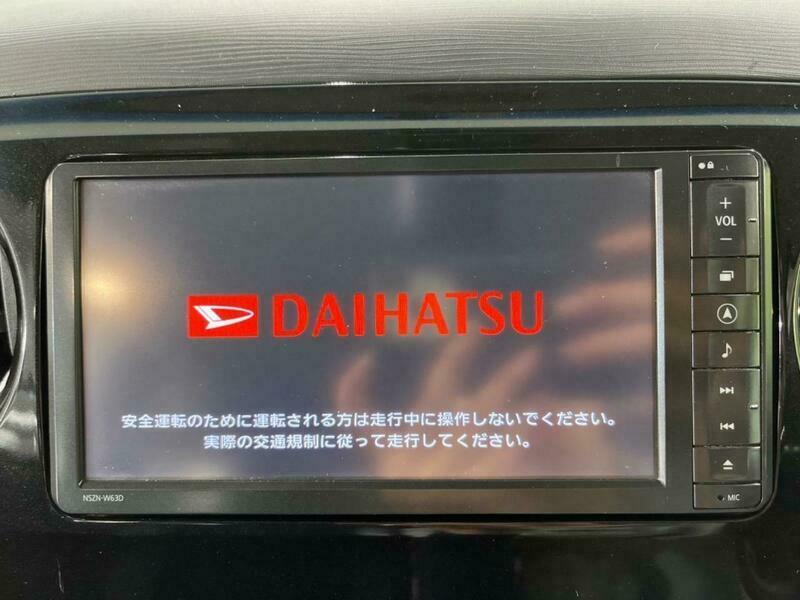 DAIHATSU
安全運転のために運転される方は走行中に操作しないでください。
実際の交通規制に従って走行してください。
NSZN-W63D
+
VOL
-
MIC